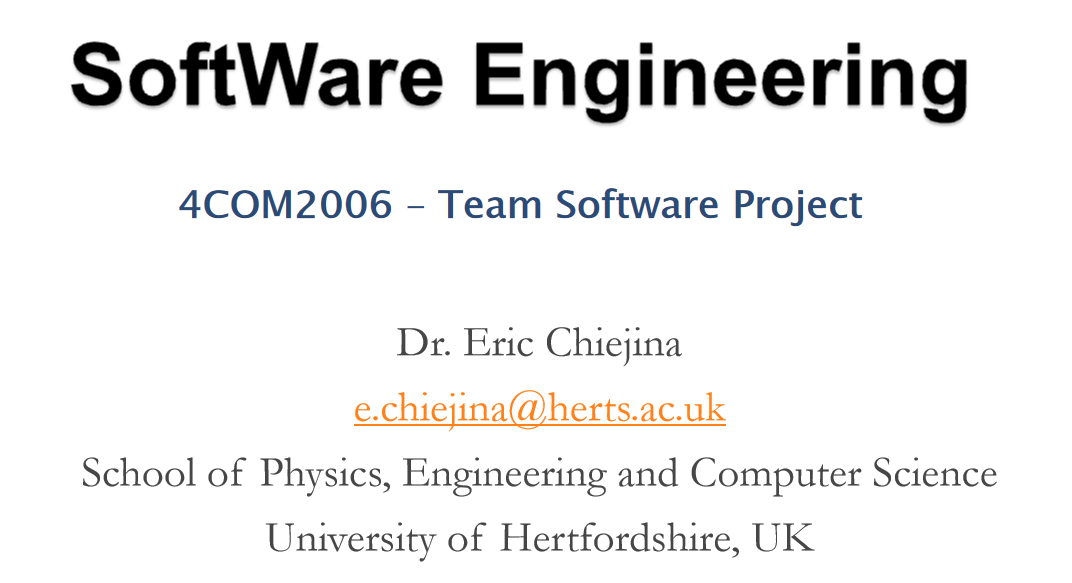 SoftWare Engineering
4COM2006 – Team Software Project
Dr. Eric Chiejina
e.chiejina@herts.ac.uk
School of Physics, Engineering and Computer Science
University of Hertfordshire, UK